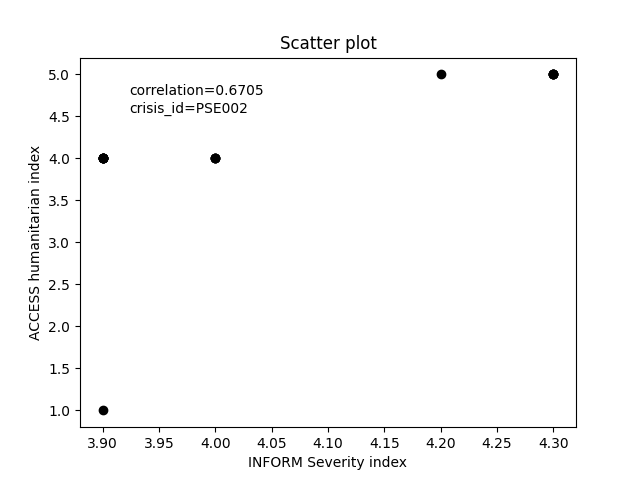 Scatter plot
correlation=0.6705
crisis_id=PSE002
ACCESS humanitarian index
5.0
4.5
4.0
3.5
3.0
2.5
2.0
1.5
1.0
3.90 3.95 4.00 4.05 4.10 4.15 4.20 4.25 4.30
INFORM Severity index